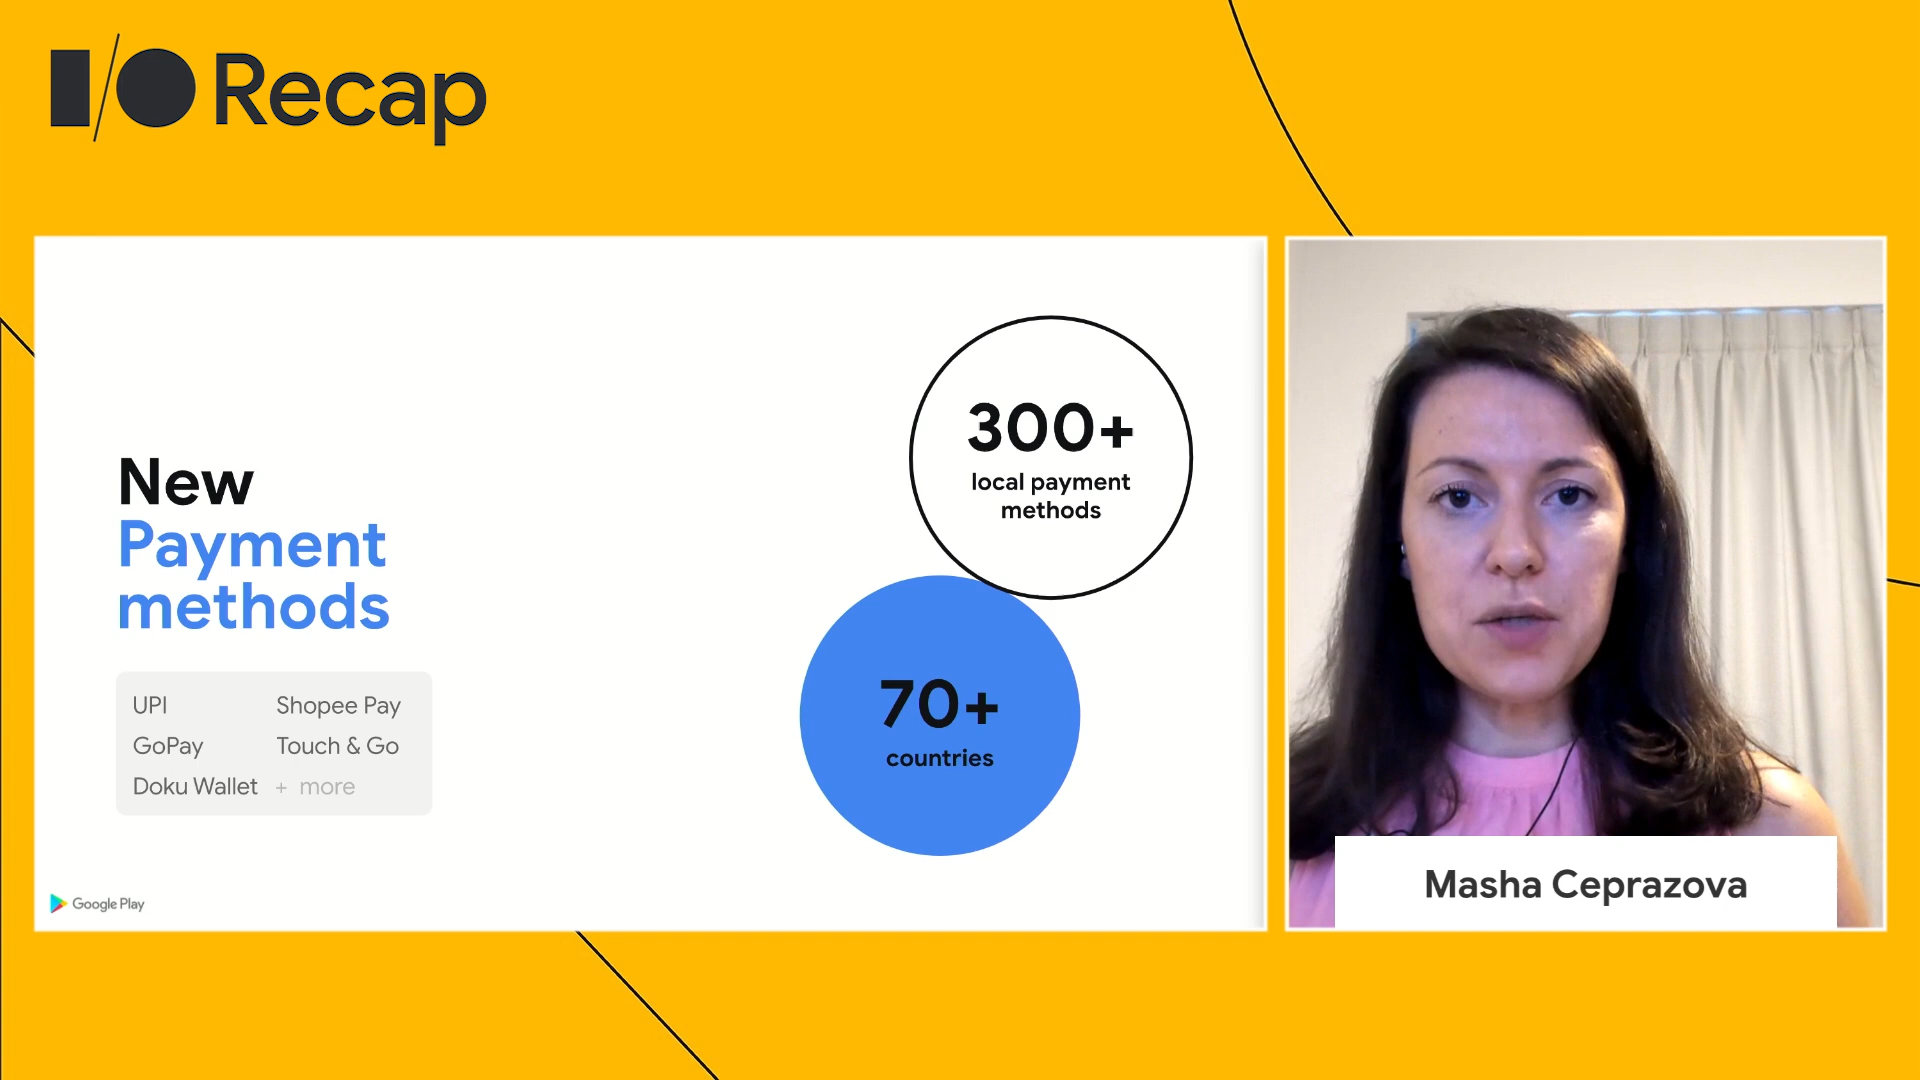 I/O Recap
New
Payment
methods
UPI
Shopee Pay
GoPay
Touch & Go
Doku Wallet
+ more
300+
local payment
methods
70+
countries
Google Play
Masha Ceprazova